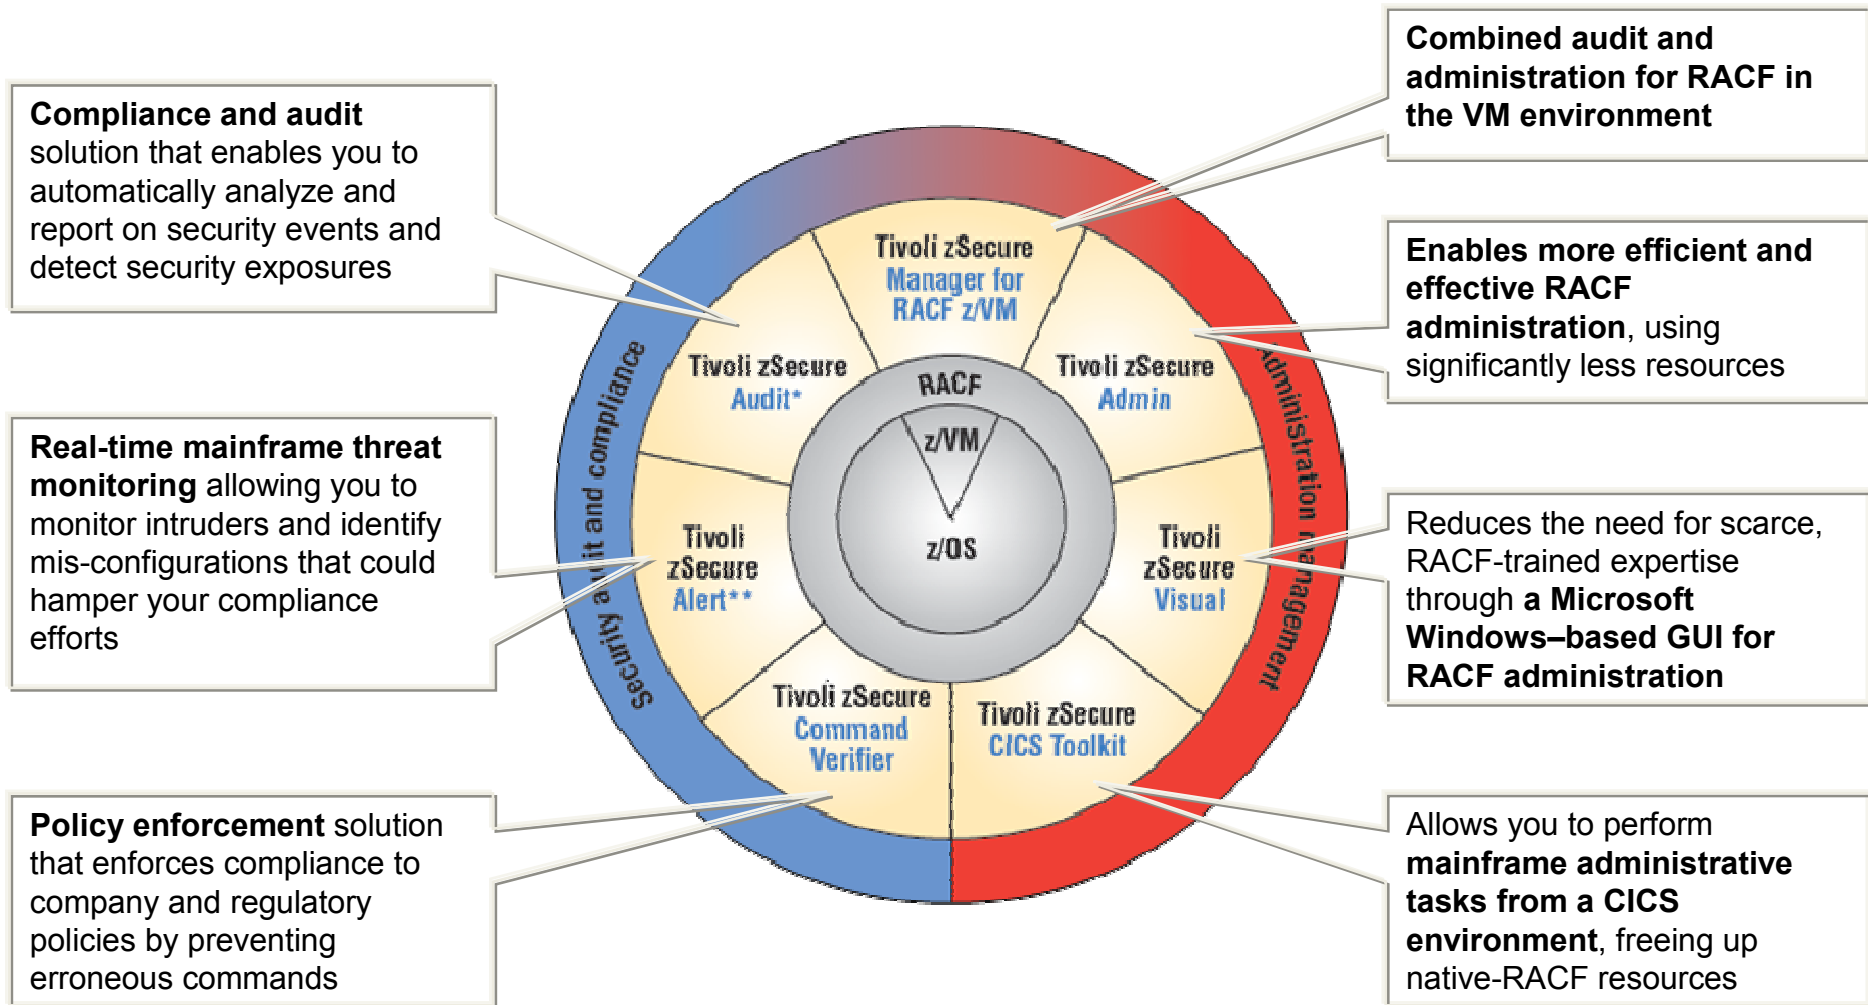 Combined audit and
administration for RACF in
the VM environment
Compliance and audit
solution that enables you to
automatically analyze and
report on security events and
detect security exposures
Enables more efficient and
effective RACF
administration, using
significantly less resources
Real-time mainframe threat
monitoring allowing you to
monitor intruders and identify
mis-configurations that could
hamper your compliance
efforts
Reduces the need for scarce,
RACF-trained expertise
through a Microsoft
Windows–based GUI for
RACF administration
Policy enforcement solution
that enforces compliance to
company and regulatory
policies by preventing
erroneous commands
Allows you to perform
mainframe administrative
tasks from a CICS
environment, freeing up
native-RACF resources
Security audit and compliance
Administration management
Tivoli zSecure
Manager for
RACF z/VM
Tivoli zSecure
Audit*
Tivoli zSecure
Admin
Tivoli
zSecure
Alert**
Tivoli
zSecure
Visual
Tivoli zSecure
Command
Verifier
Tivoli zSecure
CICS Toolkit
RACF
z/VM
z/OS